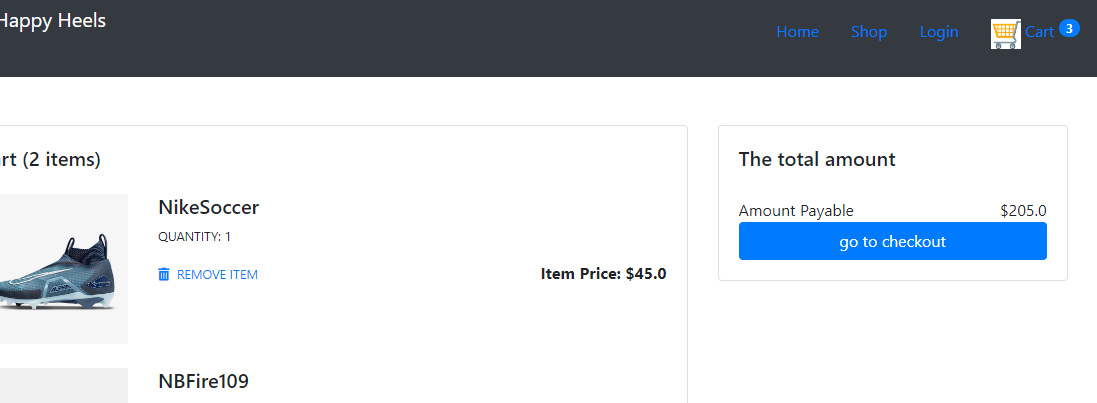 Happy Heels
Home Shop Login Cart 3
rt (2 items)
NikeSoccer
QUANTITY: 1
REMOVE ITEM Item Price: $45.0
NBFire109
The total amount
Amount Payable $205.0
go to checkout